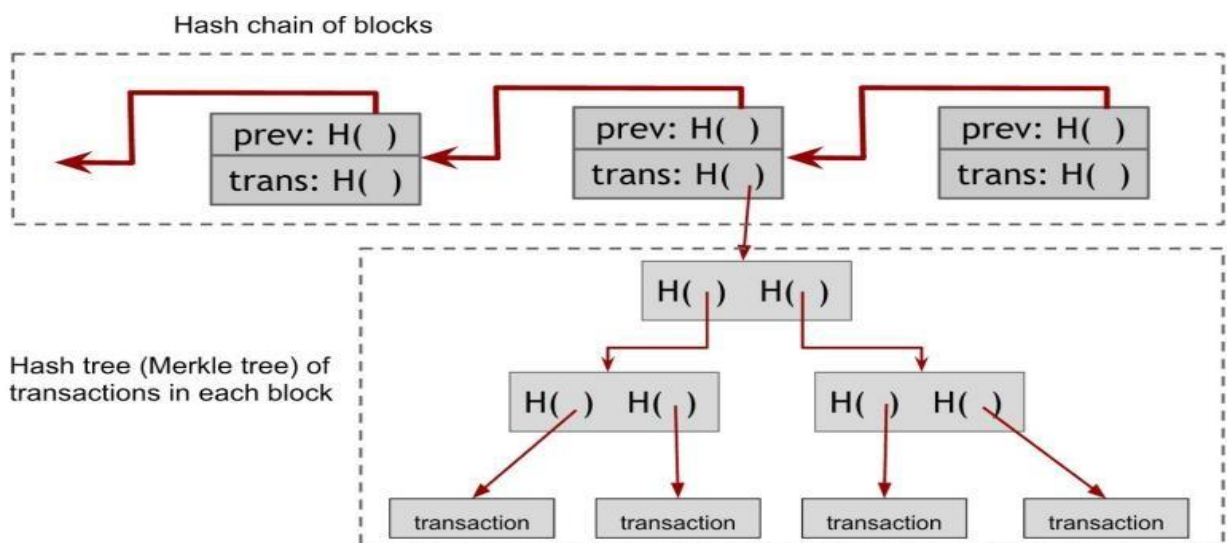 Hash chain of blocks
prev: H( )
trans: H( )
prev: H( )
trans: H( )
prev: H( )
trans: H( )
H( ) H( )
Hash tree (Merkle tree) of
transactions in each block
H( ) H( )
H( ) H( )
transaction
transaction
transaction
transaction